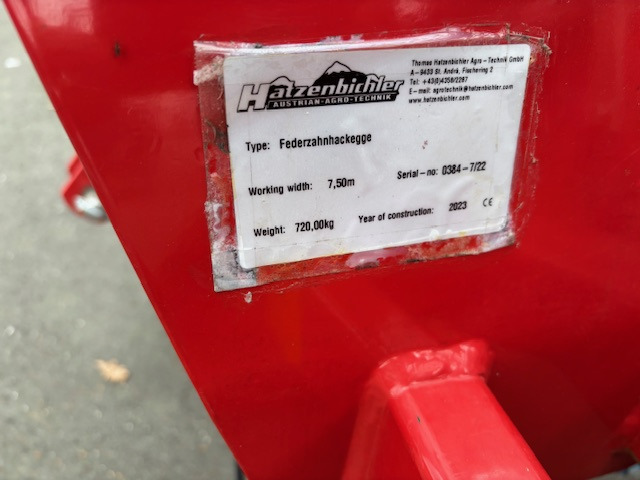 Hatzenbichler
AUSTRIAN-AGRO-TECHNIK
Thomas Hatzenbichler Agro - Technik GmbH
A - 9433 St. Andrä, Fischering 2
Tel: +43(0)4358/2287
E - mail: agrotechnik@hatzenbichler.com
www.hatzenbichler.com
Type: Federzahnhackegge
Working width: 7,50m
Serial - no: 0384 - 7/22
Weight: 720,00kg
Year of construction: 2023 CE